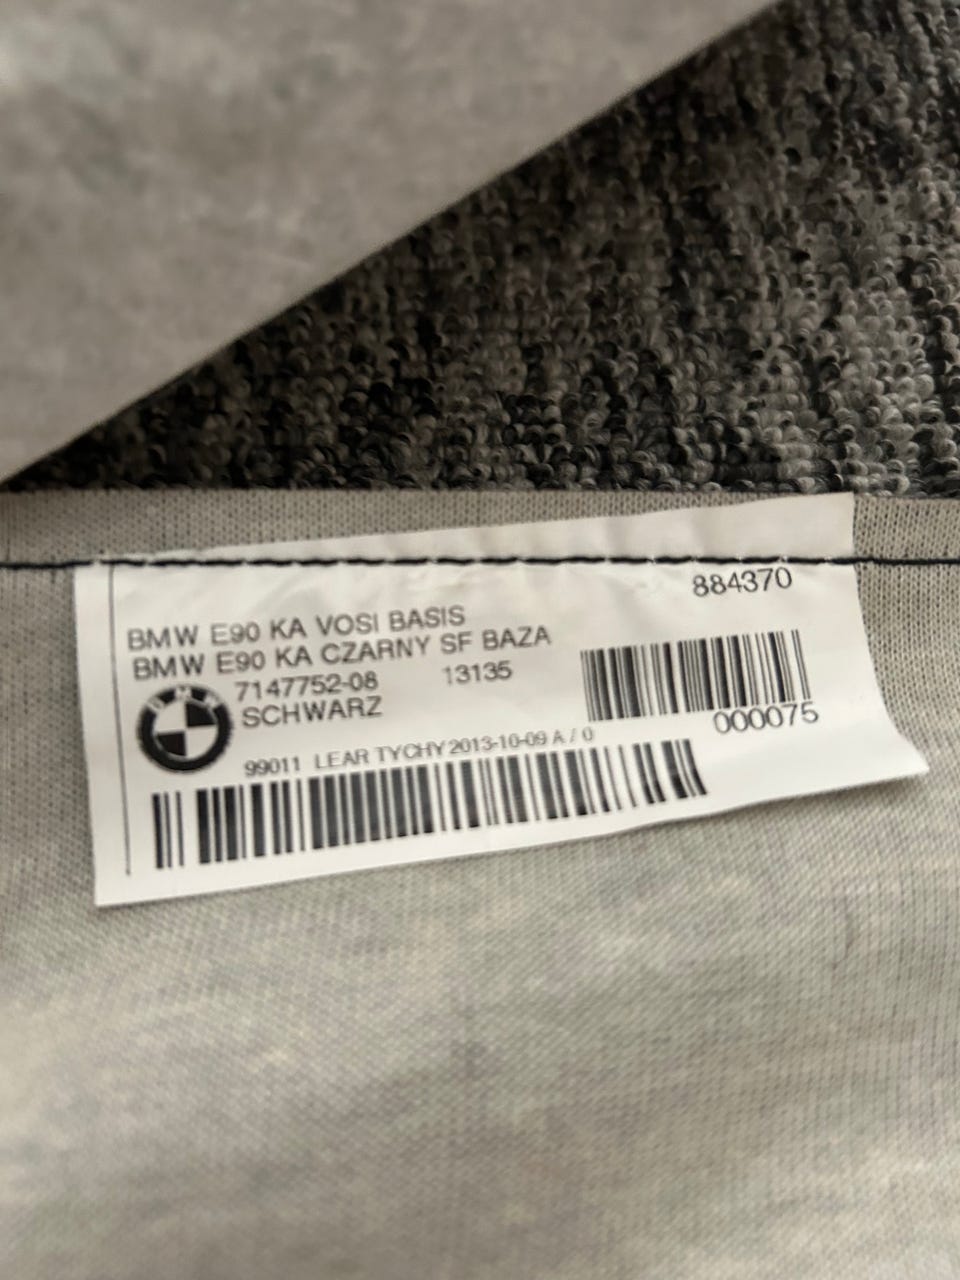 884370
BMW E90 KA VOSI BASIS
BMW E90 KA CZARNY SF BAZA
7147752-08 13135
SCHWARZ
000075
BMW
99011 LEAR TYCHY 2013-10-09 A / 0